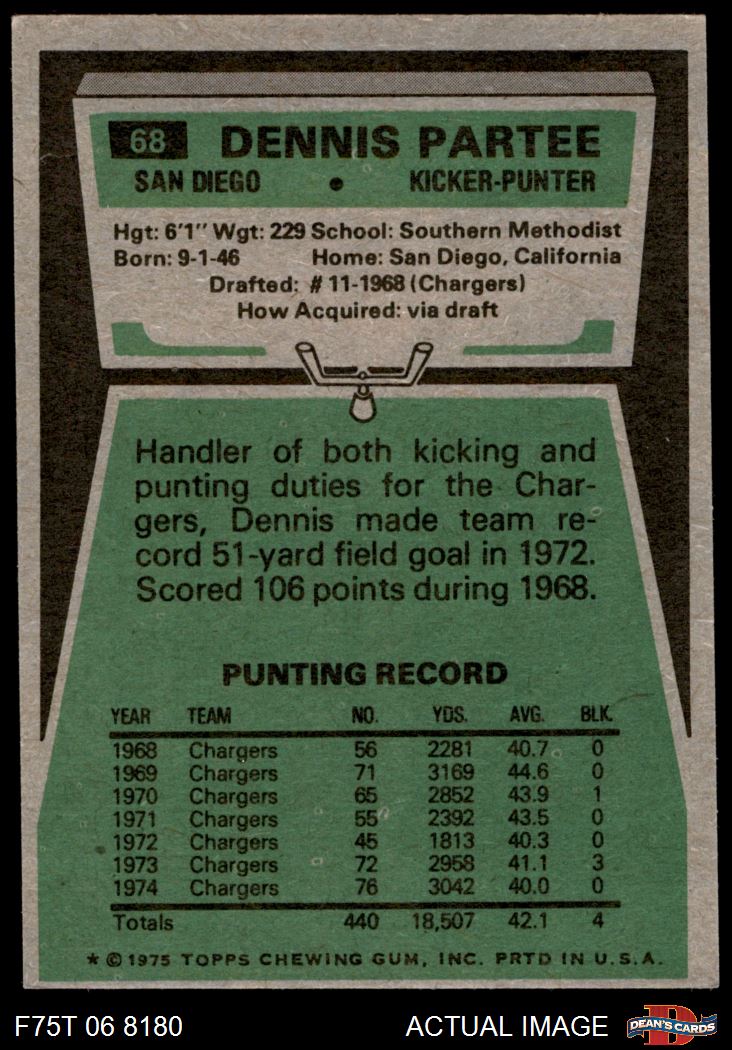 68 DENNIS PARTEE
SAN DIEGO • KICKER-PUNTER
Hgt: 6'1" Wgt: 229 School: Southern Methodist
Born: 9-1-46 Home: San Diego, California
Drafted: #11-1968 (Chargers)
How Acquired: via draft
Handler of both kicking and
punting duties for the Char-
gers, Dennis made team re-
cord 51-yard field goal in 1972.
Scored 106 points during 1968.
PUNTING RECORD
YEAR TEAM NO. YDS. AVG. BLK.
1968 Chargers 56 2281 40.7 0
1969 Chargers 71 3169 44.6 0
1970 Chargers 65 2852 43.9 1
1971 Chargers 55 2392 43.5 0
1972 Chargers 45 1813 40.3 0
1973 Chargers 72 2958 41.1 3
1974 Chargers 76 3042 40.0 0
Totals 440 18,507 42.1 4
* © 1975 TOPPS CHEWING GUM, INC. PRTD IN U.S.A.
F75T 06 8180 ACTUAL IMAGE D DEAN'S CARDS